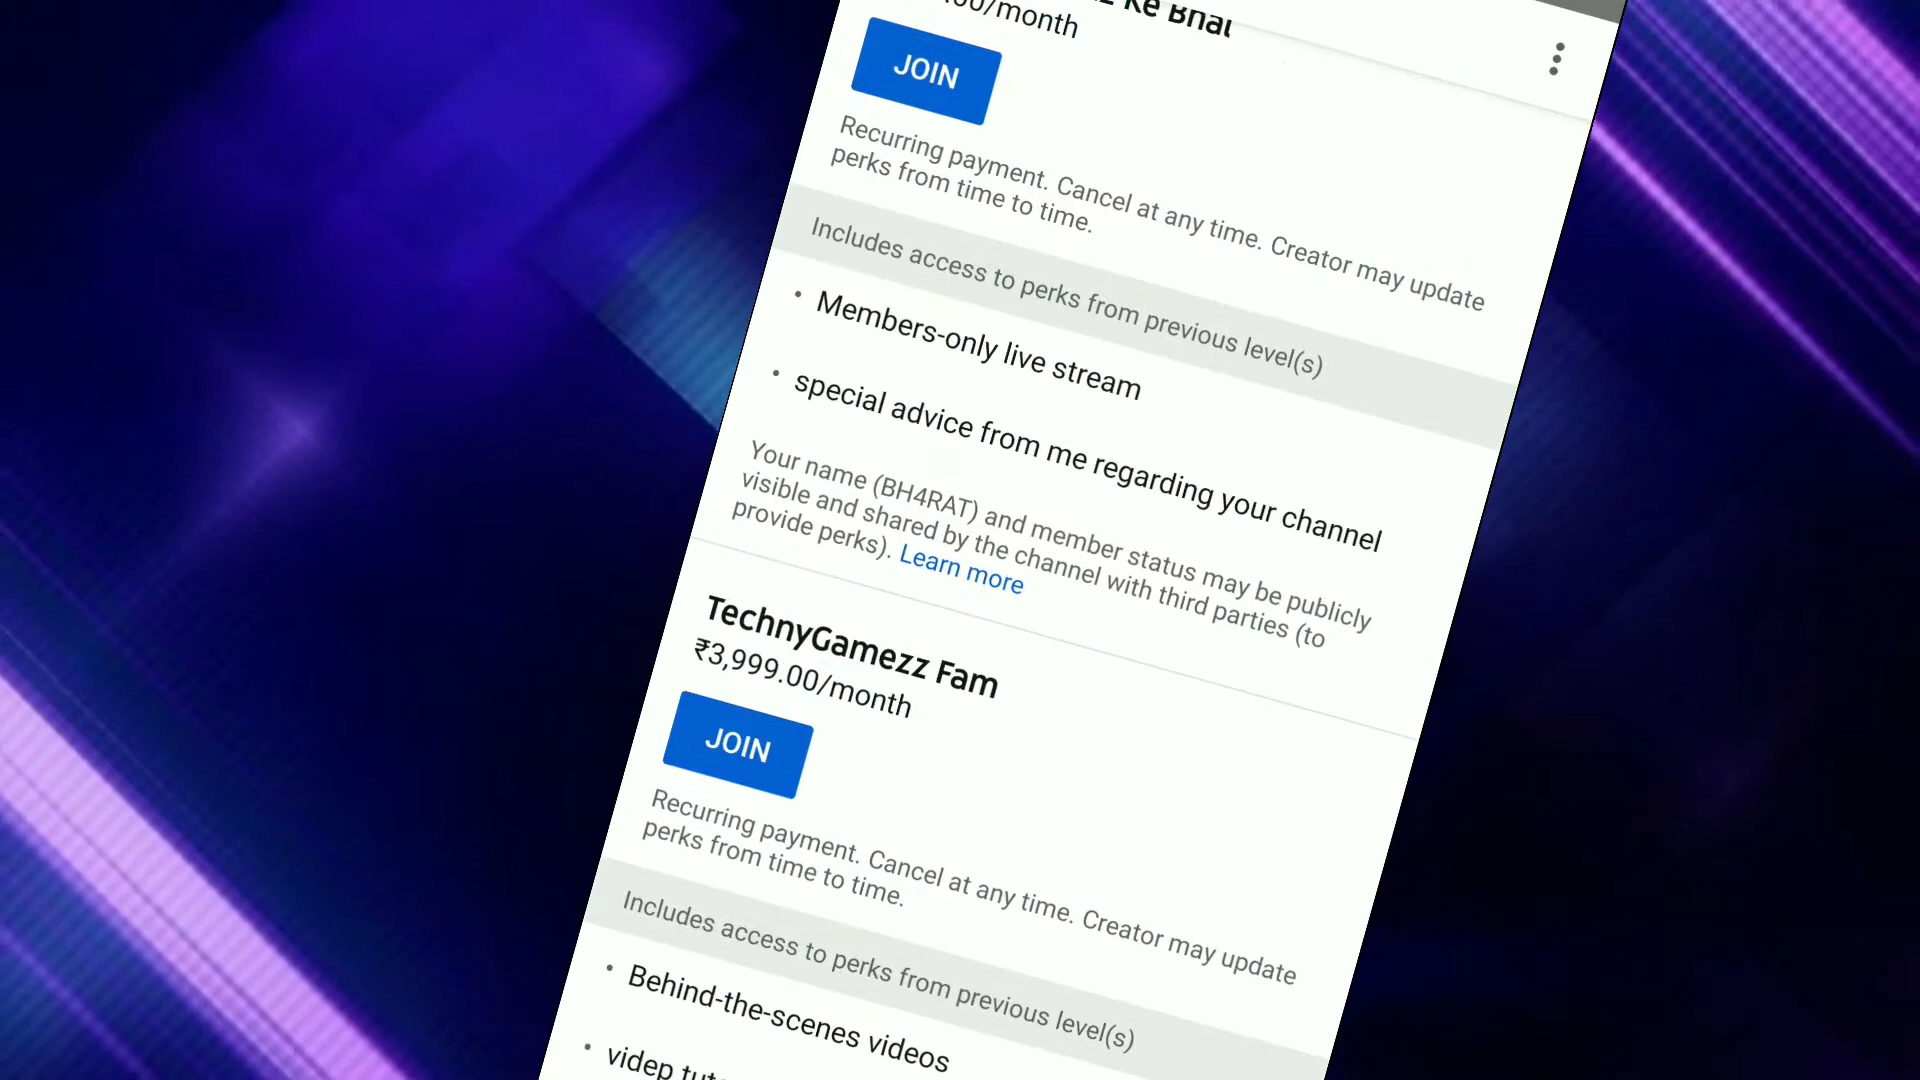 Ke Bhai
00/month
JOIN
Recurring payment. Cancel at any time. Creator may update
perks from time to time.
Includes access to perks from previous level(s)
• Members-only live stream
• special advice from me regarding your channel
Your name (BH4RAT) and member status may be publicly
visible and shared by the channel with third parties (to
provide perks). Learn more
TechnyGamezz Fam
₹3,999.00/month
JOIN
Recurring payment. Cancel at any time. Creator may update
perks from time to time.
Includes access to perks from previous level(s)
• Behind-the-scenes videos
• videp